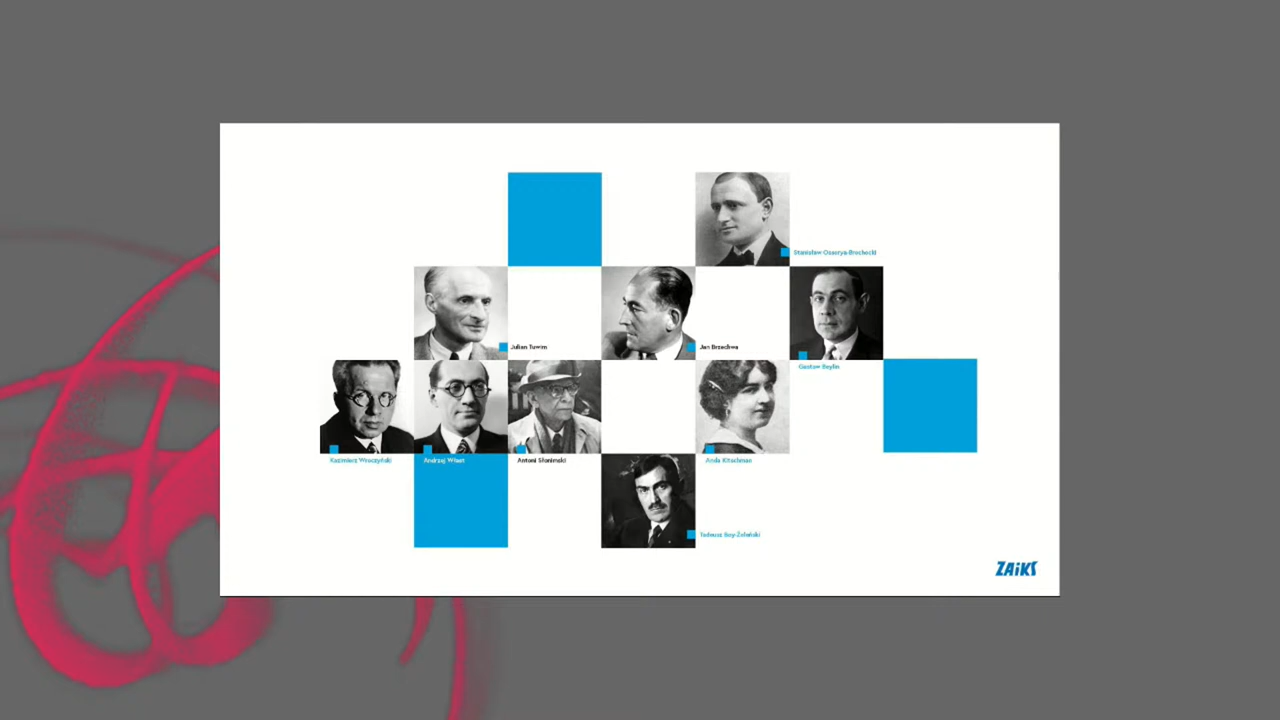 Stanisław Ossorya-Brochocki
Julian Tuwim
Jan Brzechwa
Gustaw Beylin
Kazimierz Wroczyński
Andrzej Włast
Antoni Słonimski
Anda Kitschman
Tadeusz Boy-Żeleński
ZAiKS